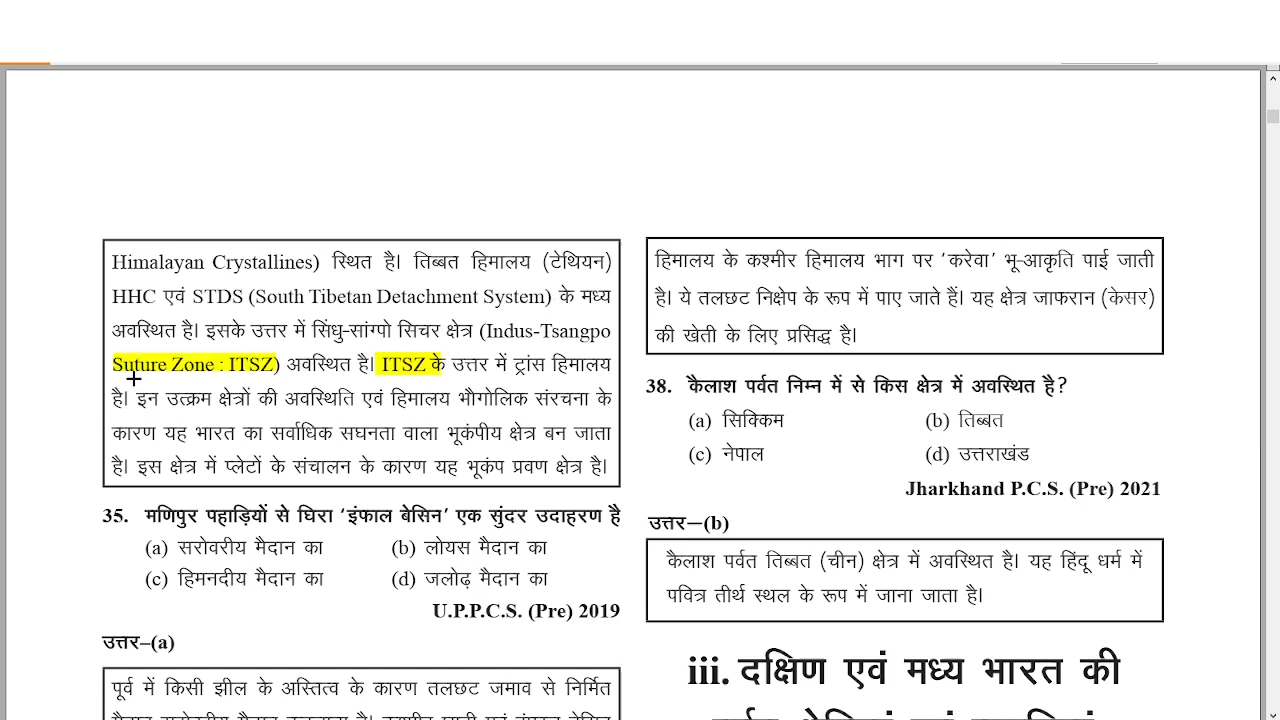 Himalayan Crystallines) स्थित है। तिब्बत हिमालय (टेथियन)
HHC एवं STDS (South Tibetan Detachment System) के मध्य
अवस्थित है। इसके उत्तर में सिंधु-सांग्पो सिचर क्षेत्र (Indus-Tsangpo
Suture Zone : ITSZ) अवस्थित है। ITSZ के उत्तर में ट्रांस हिमालय
है। इन उत्क्रम क्षेत्रों की अवस्थिति एवं हिमालय भौगोलिक संरचना के
कारण यह भारत का सर्वाधिक सघनता वाला भूकंपीय क्षेत्र बन जाता
है। इस क्षेत्र में प्लेटों के संचालन के कारण यह भूकंप प्रवण क्षेत्र है।
35. मणिपुर पहाड़ियों से घिरा 'इंफाल बेसिन' एक सुंदर उदाहरण है
(a) सरोवरीय मैदान का (b) लोयस मैदान का
(c) हिमनदीय मैदान का (d) जलोढ़ मैदान का
U.P.P.C.S. (Pre) 2019
उत्तर–(a)
पूर्व में किसी झील के अस्तित्व के कारण तलछट जमाव से निर्मित
हिमालय के कश्मीर हिमालय भाग पर 'करेवा' भू-आकृति पाई जाती
है। ये तलछट निक्षेप के रूप में पाए जाते हैं। यह क्षेत्र जाफरान (केसर)
की खेती के लिए प्रसिद्ध है।
38. कैलाश पर्वत निम्न में से किस क्षेत्र में अवस्थित है?
(a) सिक्किम (b) तिब्बत
(c) नेपाल (d) उत्तराखंड
Jharkhand P.C.S. (Pre) 2021
उत्तर–(b)
कैलाश पर्वत तिब्बत (चीन) क्षेत्र में अवस्थित है। यह हिंदू धर्म में
पवित्र तीर्थ स्थल के रूप में जाना जाता है।
iii. दक्षिण एवं मध्य भारत की